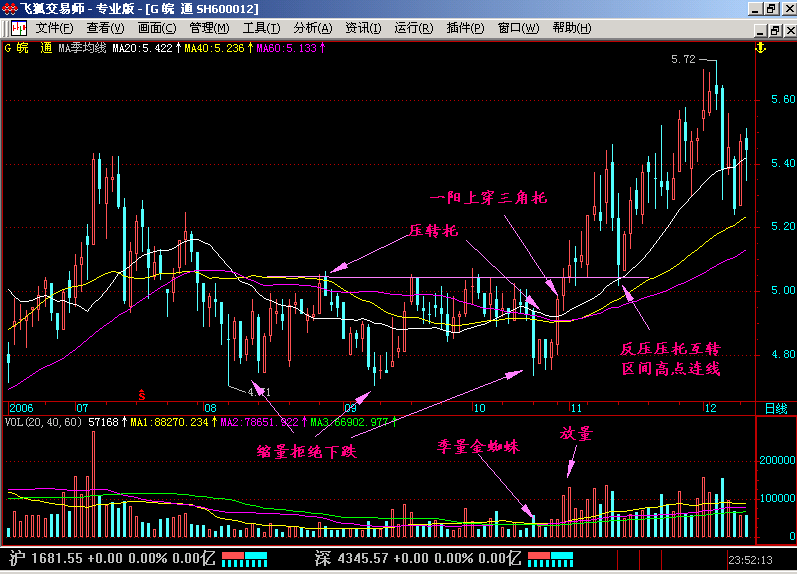 飞狐交易师 - 专业版 - [G 皖 通 SH600012]
文件(F) 查看(V) 画面(C) 管理(M) 工具(T) 分析(A) 资讯(I) 运行(R) 插件(P) 窗口(W) 帮助(H)
G 皖 通 MA季均线 MA20:5.422↑MA40:5.236↑MA60:5.133↑
5.72
5.60
5.40
一阳上穿三角托
压转托
5.20
5.00
反压压托互转
区间高点连线
4.80
2006 07 08 09 10 11 12 日线
VOL(20,40,60) 57168↑MA1:88270.234↑MA2:78651.922↑MA3:66902.977↑
缩量拒绝下跌
季量金蜘蛛
放量
200000
100000
0
沪 1681.55 +0.00 0.00% 0.00亿 深 4345.57 +0.00 0.00% 0.00亿 23:52:13